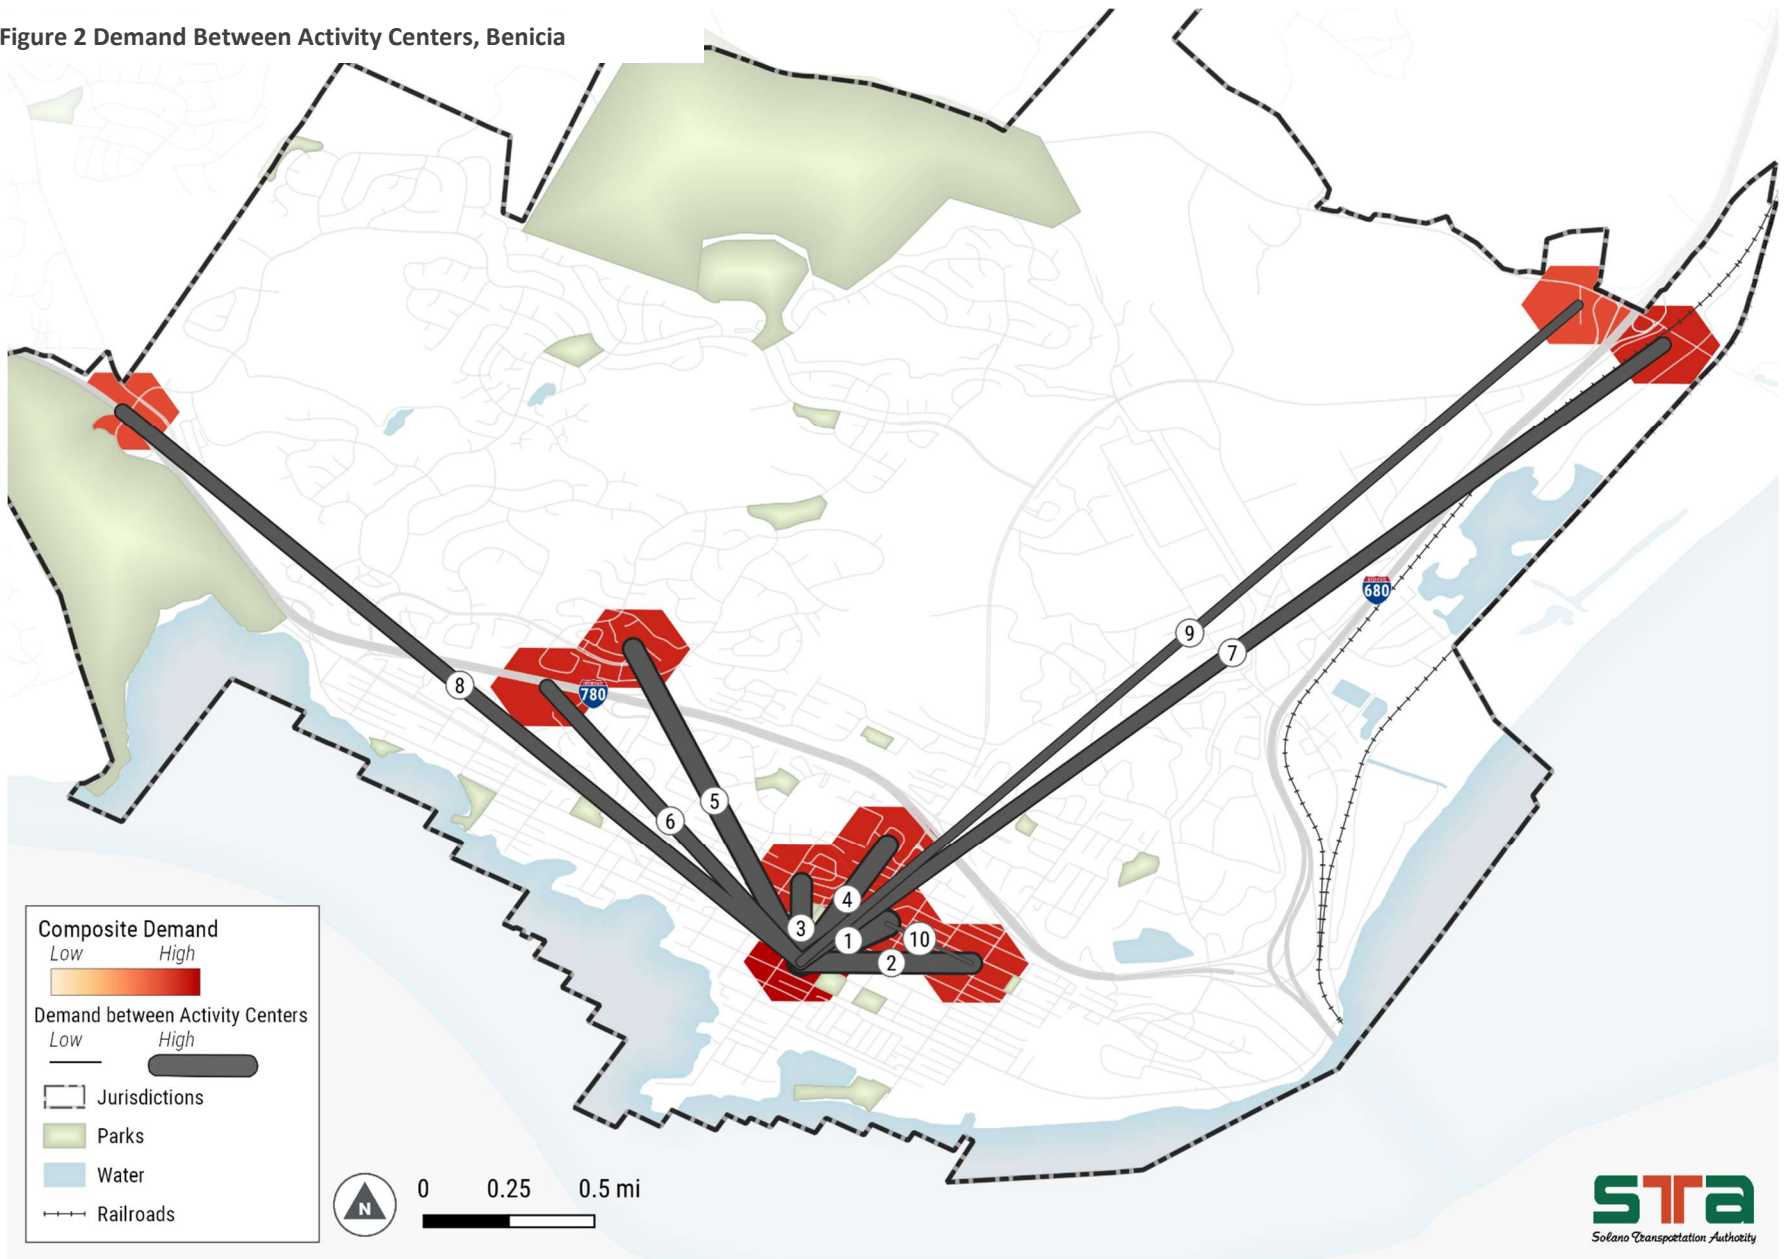 Figure 2 Demand Between Activity Centers, Benicia
9
7
680
8
780
5
6
4
3
1
10
2
Composite Demand
Low High
Demand between Activity Centers
Low High
Jurisdictions
Parks
Water
Railroads
N
0 0.25 0.5 mi
STA
Solano Transportation Authority